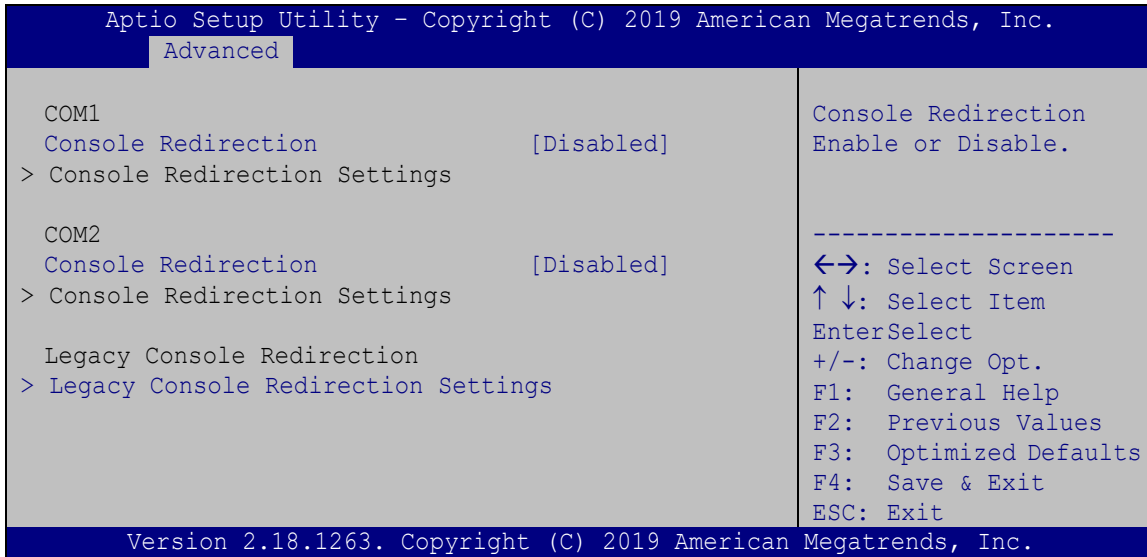 Aptio Setup Utility – Copyright (C) 2019 American Megatrends, Inc.
Advanced
COM1
Console Redirection [Disabled]
> Console Redirection Settings
COM2
Console Redirection [Disabled]
> Console Redirection Settings
Legacy Console Redirection
> Legacy Console Redirection Settings
Console Redirection
Enable or Disable.
---------------------
←→: Select Screen
↑ ↓: Select Item
EnterSelect
+/-: Change Opt.
F1: General Help
F2: Previous Values
F3: Optimized Defaults
F4: Save & Exit
ESC: Exit
Version 2.18.1263. Copyright (C) 2019 American Megatrends, Inc.